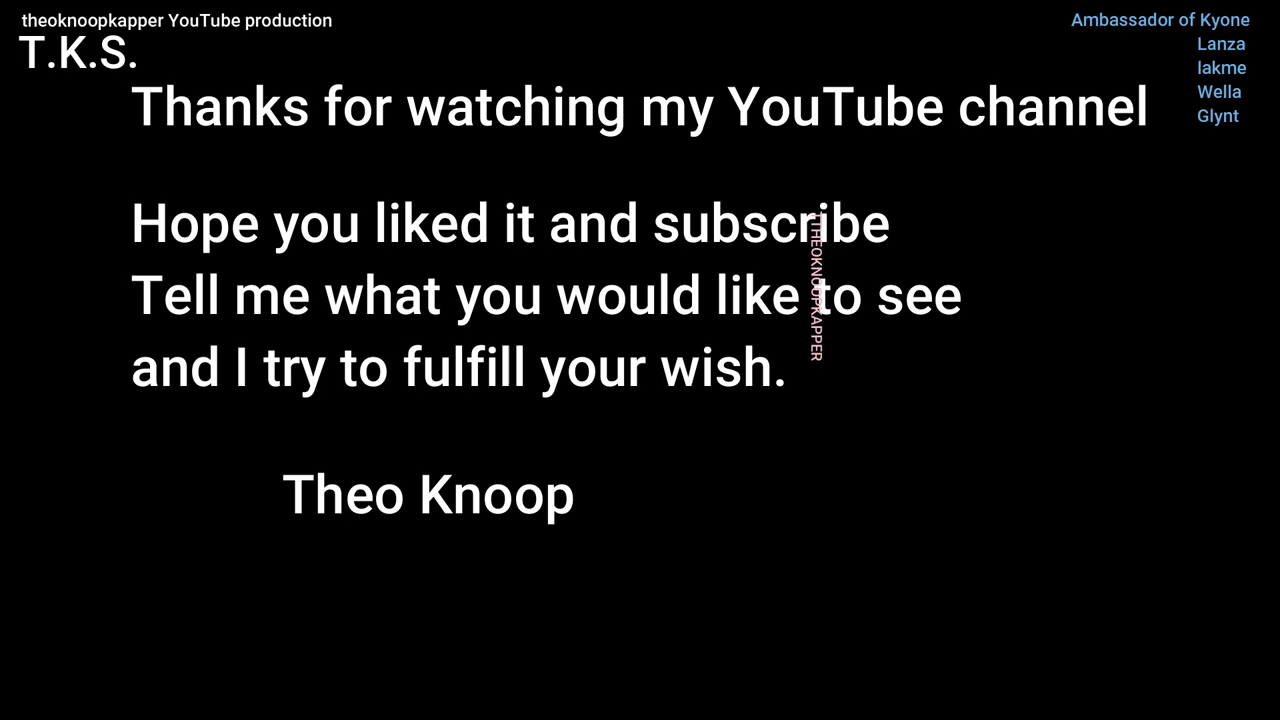 theoknoopkapper YouTube production
T.K.S.
Ambassador of Kyone
Lanza
lakme
Wella
Glynt
Thanks for watching my YouTube channel
Hope you liked it and subscribe
Tell me what you would like to see
and I try to fulfill your wish.
Theo Knoop